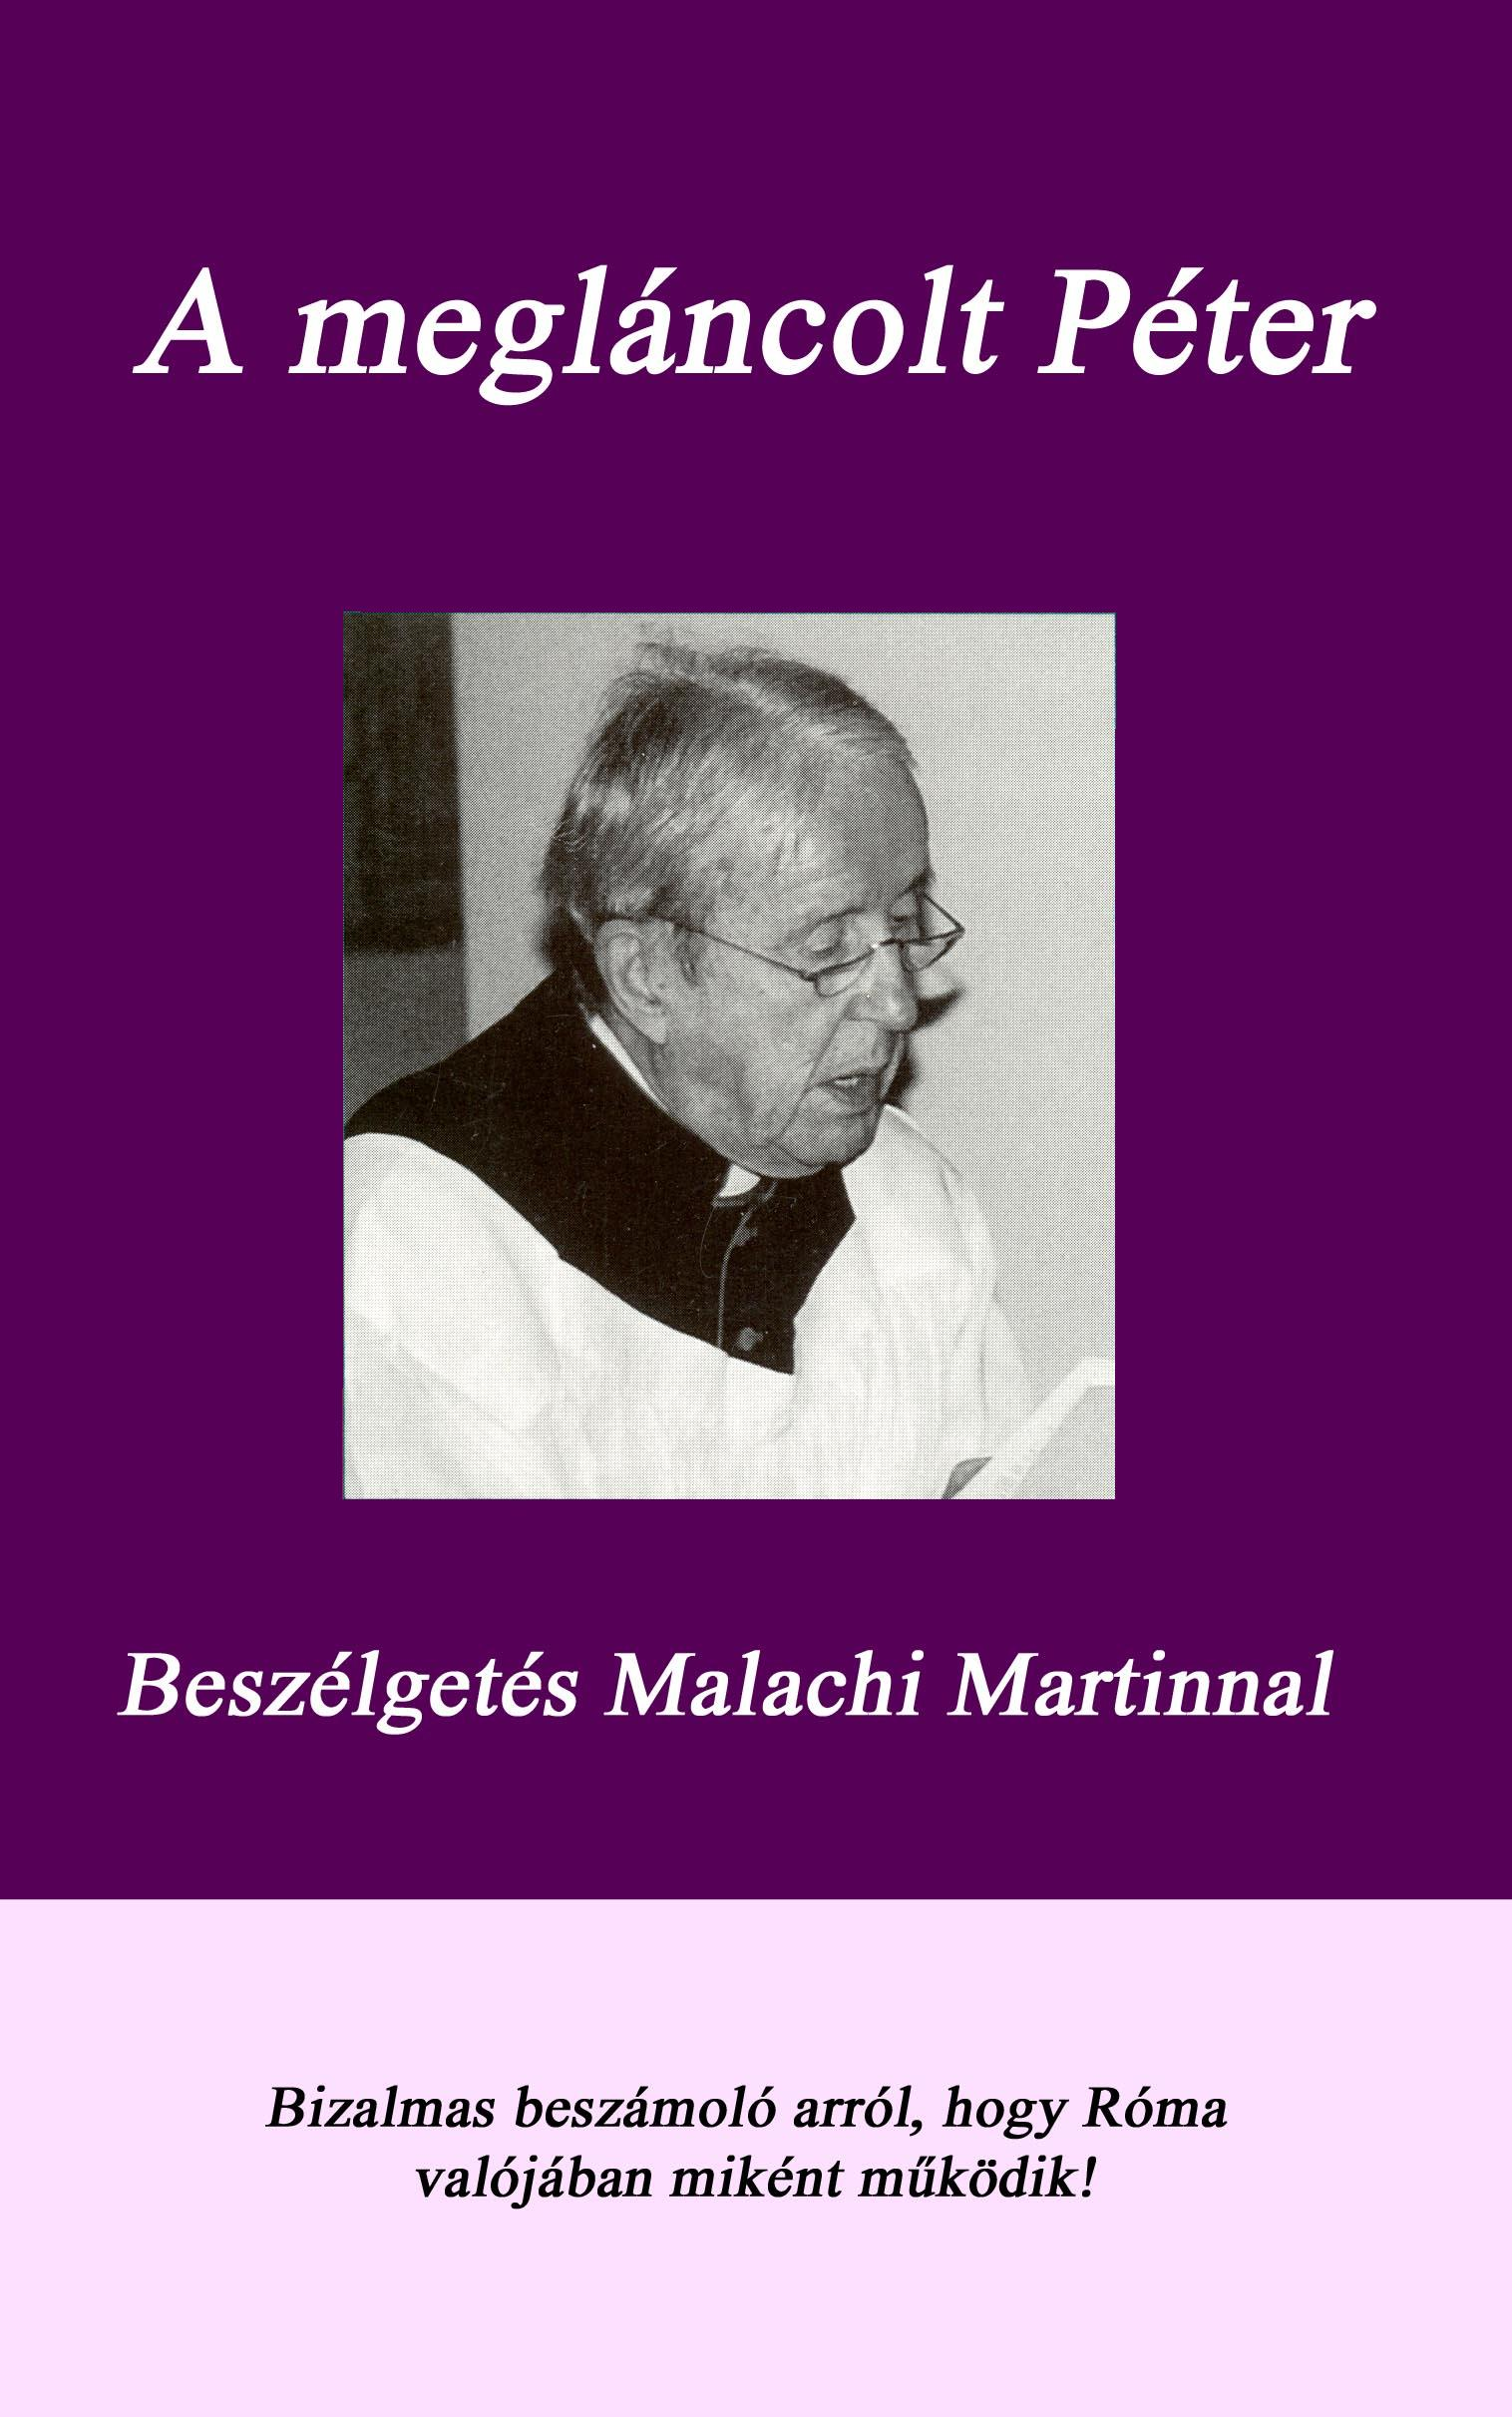 A megláncolt Péter
Beszélgetés Malachi Martinnal
Bizalmas beszámoló arról, hogy Róma
valójában miként működik!